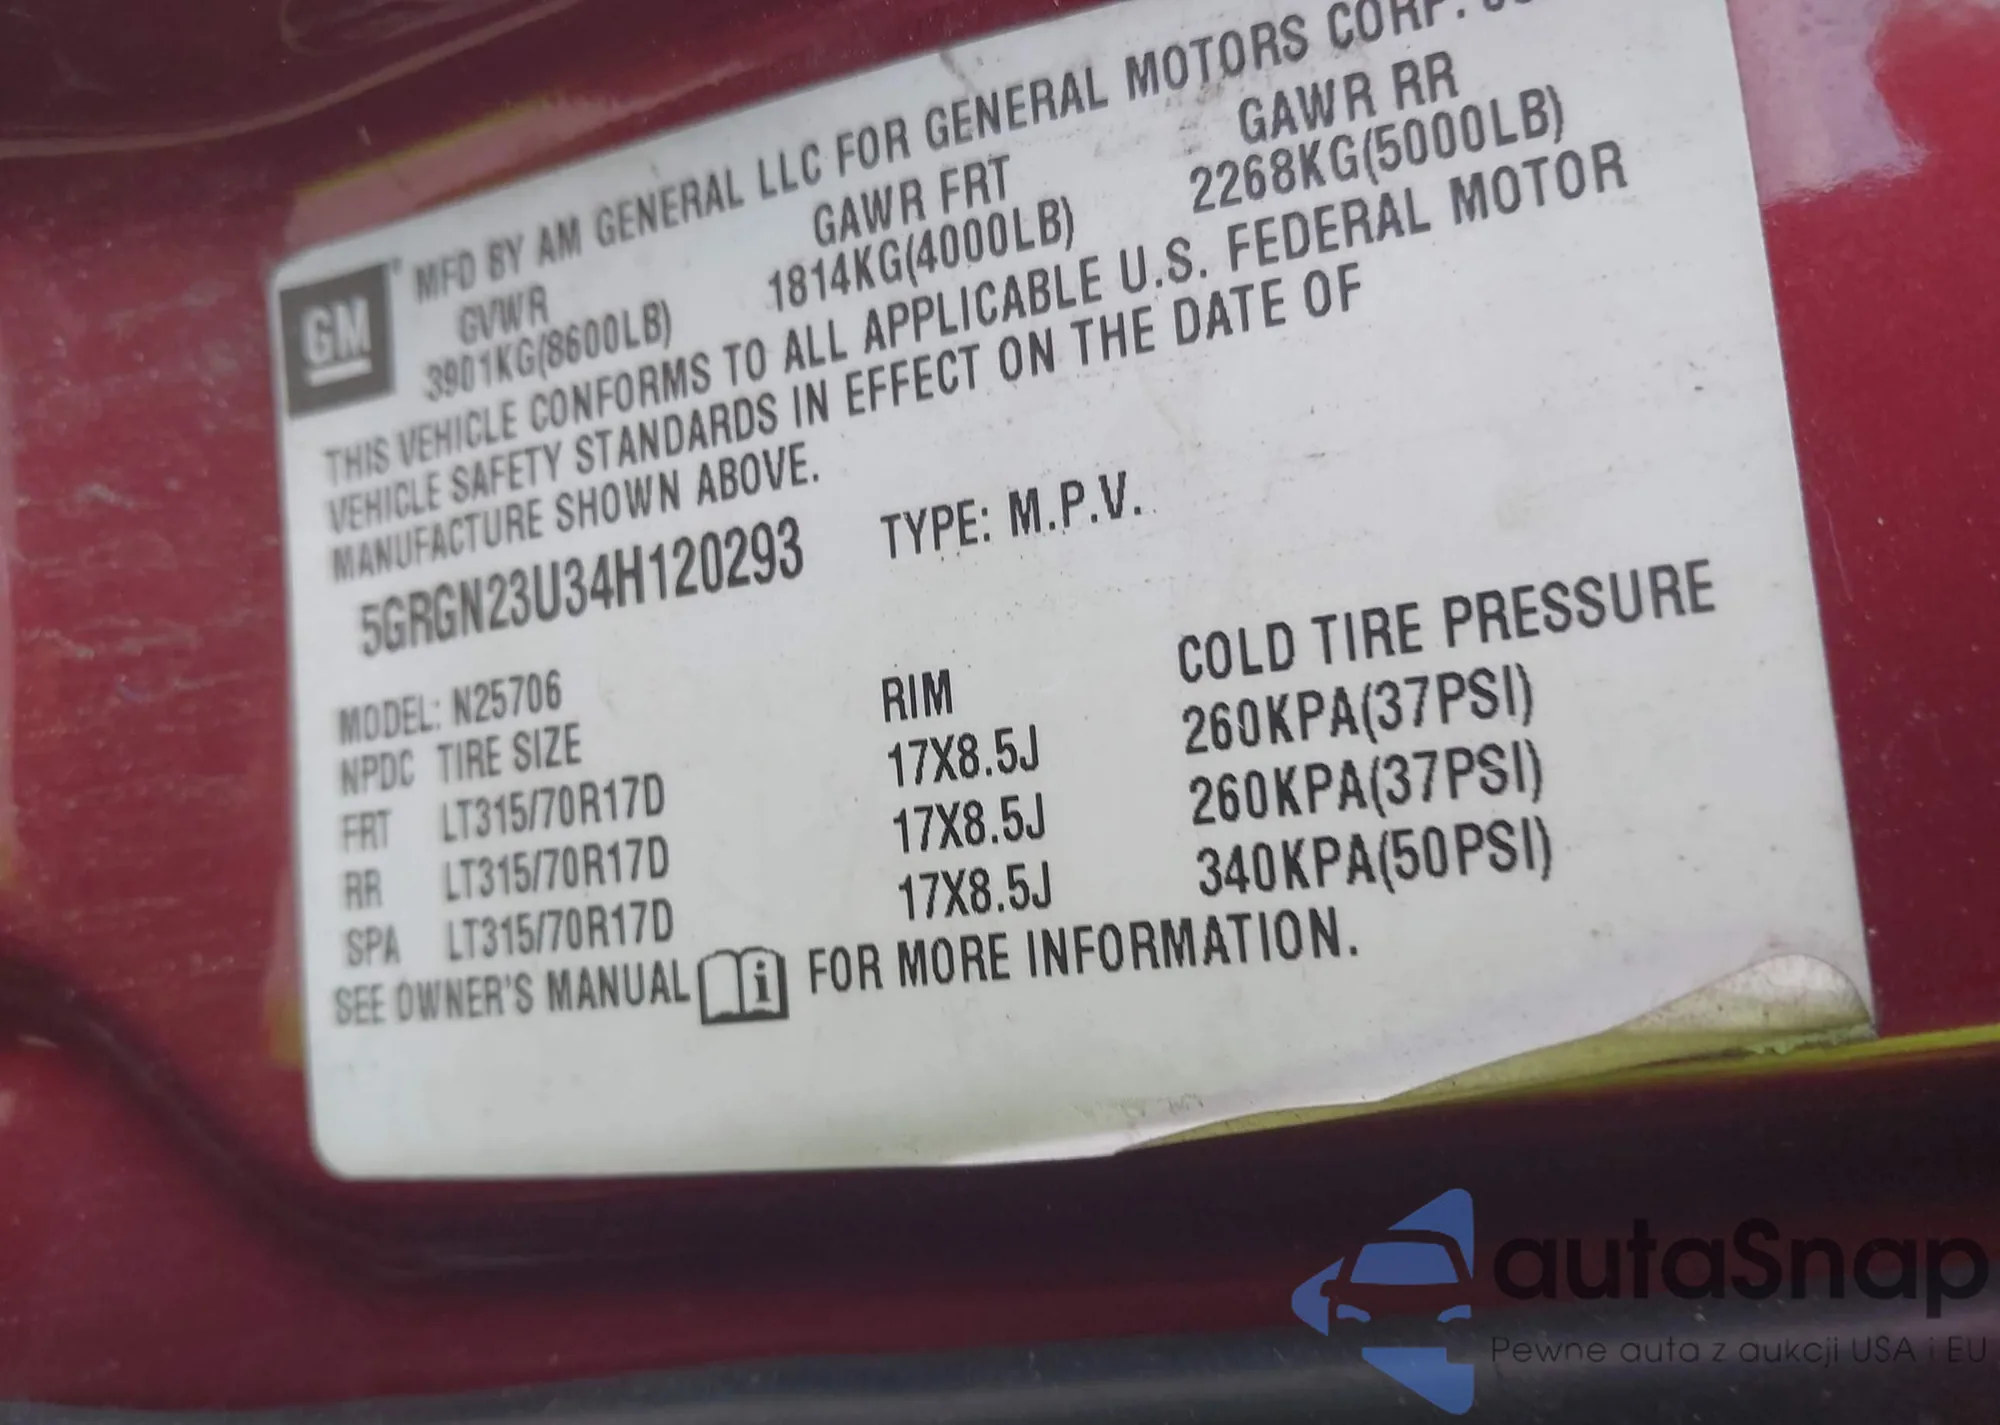 GM
MFD BY AM GENERAL LLC FOR GENERAL MOTORS CORP.
GVWR GAWR FRT GAWR RR
3901KG(8600LB) 1814KG(4000LB) 2268KG(5000LB)
THIS VEHICLE CONFORMS TO ALL APPLICABLE U.S. FEDERAL MOTOR
VEHICLE SAFETY STANDARDS IN EFFECT ON THE DATE OF
MANUFACTURE SHOWN ABOVE.
5GRGN23U34H120293 TYPE: M.P.V.
MODEL: N25706
NPDC TIRE SIZE RIM COLD TIRE PRESSURE
FRT LT315/70R17D 17X8.5J 260KPA(37PSI)
RR LT315/70R17D 17X8.5J 260KPA(37PSI)
SPA LT315/70R17D 17X8.5J 340KPA(50PSI)
SEE OWNER'S MANUAL i FOR MORE INFORMATION.
autaSnap
Pewne auta z aukcji USA i EU